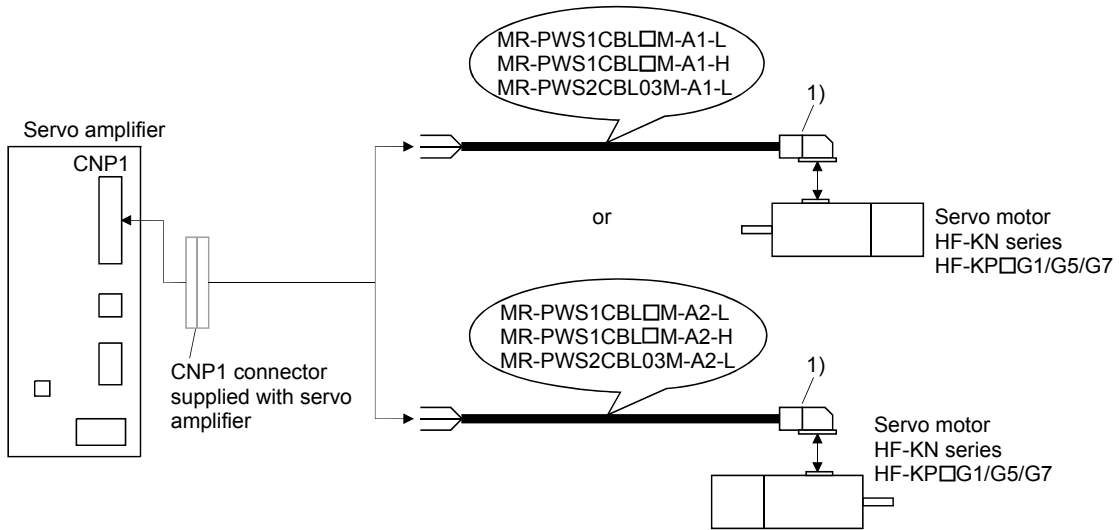 MR-PWS1CBL□M-A1-L
MR-PWS1CBL□M-A1-H
MR-PWS2CBL03M-A1-L
1)
Servo amplifier
CNP1
or
Servo motor
HF-KN series
HF-KP□G1/G5/G7
MR-PWS1CBL□M-A2-L
MR-PWS1CBL□M-A2-H
MR-PWS2CBL03M-A2-L
1)
CNP1 connector
supplied with servo
amplifier
Servo motor
HF-KN series
HF-KP□G1/G5/G7